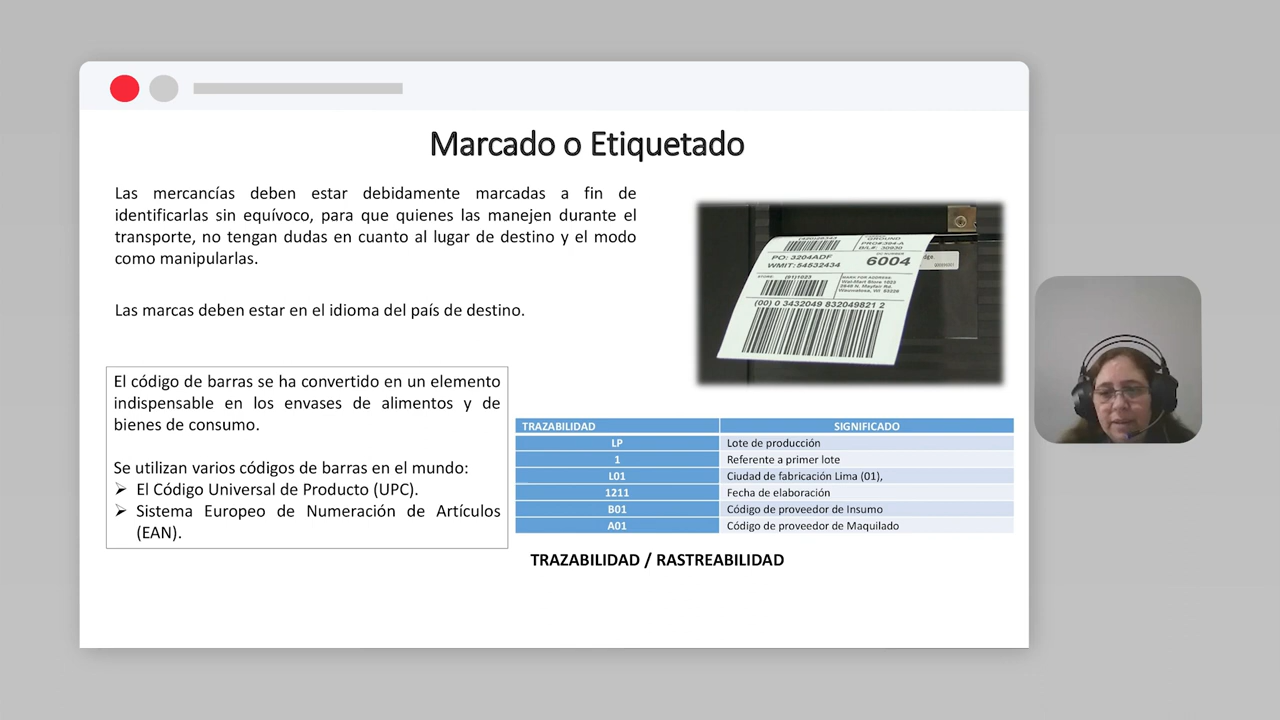 Marcado o Etiquetado
Las mercancías deben estar debidamente marcadas a fin de
identificarlas sin equívoco, para que quienes las manejen durante el
transporte, no tengan dudas en cuanto al lugar de destino y el modo
como manipularlas.
Las marcas deben estar en el idioma del país de destino.
GROUND
PO: 3204ADF
WMIT: 54532434
6004
(00) 0 3432049 832049821 2
El código de barras se ha convertido en un elemento
indispensable en los envases de alimentos y de
bienes de consumo.
Se utilizan varios códigos de barras en el mundo:
El Código Universal de Producto (UPC).
Sistema Europeo de Numeración de Artículos
(EAN).
TRAZABILIDAD SIGNIFICADO
LP Lote de producción
1 Referente a primer lote
L01 Ciudad de fabricación Lima (01),
1211 Fecha de elaboración
B01 Código de proveedor de Insumo
A01 Código de proveedor de Maquilado
TRAZABILIDAD / RASTREABILIDAD